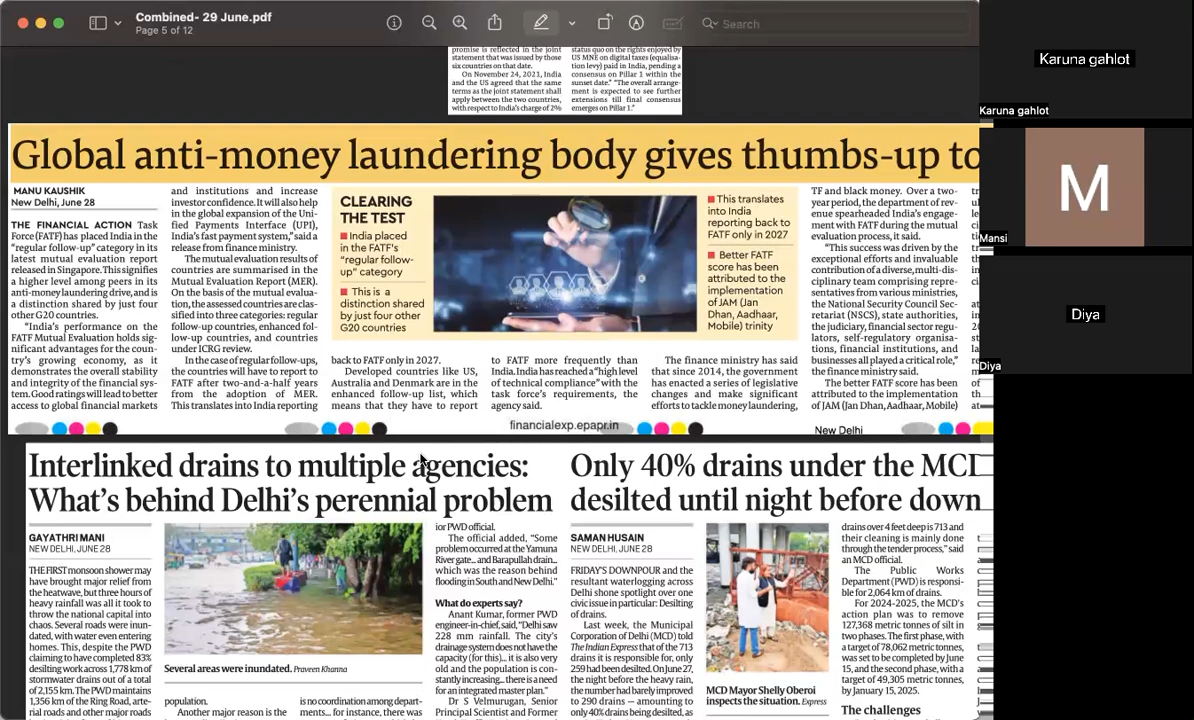 Combined- 29 June.pdf
Page 5 of 12
Search
promise is reflected in the joint
statement that was issued by those
six countries on that date.
On November 24, 2021, India
and the US agreed that the same
terms as the joint statement shall
apply between the two countries,
with respect to India's charge of 2%
status quo on the rights enjoyed by
US MNE on digital taxes (equalisa-
tion levy) paid in India, pending a
consensus on Pillar 1 within the
sunset date." "The overall arrange-
ment is expected to see further
extensions till final consensus
emerges on Pillar 1."
Global anti-money laundering body gives thumbs-up to
MANU KAUSHIK
New Delhi, June 28
THE FINANCIAL ACTION Task
Force (FATF) has placed India in the
"regular follow-up" category in its
latest mutual evaluation report
released in Singapore. This signifies
a higher level among peers in its
anti-money laundering drive, and is
a distinction shared by just four
other G20 countries.
"India's performance on the
FATF Mutual Evaluation holds sig-
nificant advantages for the coun-
try's growing economy, as it
demonstrates the overall stability
and integrity of the financial sys-
tem. Good ratings will lead to better
access to global financial markets
and institutions and increase
investor confidence. It will also help
in the global expansion of the Uni-
fied Payments Interface (UPI),
India's fast payment system," said a
release from finance ministry.
The mutual evaluation results of
countries are summarised in the
Mutual Evaluation Report (MER).
On the basis of the mutual evalua-
tion, the assessed countries are clas-
sified into three categories: regular
follow-up countries, enhanced fol-
low-up countries, and countries
under ICRG review.
In the case of regular follow-ups,
the countries will have to report to
FATF after two-and-a-half years
from the adoption of MER.
This translates into India reporting
CLEARING
THE TEST
India placed
in the FATF's
"regular follow-
up" category
This is a
distinction shared
by just four other
G20 countries
This translates
into India
reporting back to
FATF only in 2027
Better FATF
score has been
attributed to the
implementation
of JAM (Jan
Dhan, Aadhaar,
Mobile) trinity
back to FATF only in 2027.
Developed countries like US,
Australia and Denmark are in the
enhanced follow-up list, which
means that they have to report
to FATF more frequently than
India. India has reached a "high level
of technical compliance" with the
task force's requirements, the
agency said.
The finance ministry has said
that since 2014, the government
has enacted a series of legislative
changes and make significant
efforts to tackle money laundering,
TF and black money. Over a two-
year period, the department of rev-
enue spearheaded India's engage-
ment with FATF during the mutual
evaluation process, it said.
"This success was driven by the
exceptional efforts and invaluable
contribution of a diverse, multi-dis-
ciplinary team comprising repre-
sentatives from various ministries,
the National Security Council Sec-
retariat (NSCS), state authorities,
the judiciary, financial sector regu-
lators, self-regulatory organisa-
tions, financial institutions, and
businesses all played a critical role,"
the finance ministry said.
The better FATF score has been
attributed to the implementation
of JAM (Jan Dhan, Aadhaar, Mobile)
financialexp.epapr.in
New Delhi
Interlinked drains to multiple agencies:
What's behind Delhi's perennial problem
GAYATHRI MANI
NEW DELHI, JUNE 28
THE FIRST monsoon shower may
have brought major relief from
the heatwave, but three hours of
heavy rainfall was all it took to
throw the national capital into
chaos. Several roads were inun-
dated, with water even entering
homes. This, despite the PWD
claiming to have completed 83%
desilting work across 1,778 km of
stormwater drains out of a total
of 2,155 km. The PWD maintains
1,356 km of the Ring Road, arte-
rial roads and other major roads
Several areas were inundated. Praveen Khanna
population.
Another major reason is the
is no coordination among depart-
ments... for instance, there was
ior PWD official.
The official added, "Some
problem occurred at the Yamuna
River gate... and Barapullah drain...
which was the reason behind
flooding in South and New Delhi."
What do experts say?
Anant Kumar, former PWD
engineer-in-chief, said, "Delhi saw
228 mm rainfall. The city's
drainage system does not have the
capacity (for this)... it is also very
old and the population is con-
stantly increasing... there is a need
for an integrated master plan."
Dr S Velmurugan, Senior
Principal Scientist and Former
Only 40% drains under the MCD
desilted until night before down
SAMAN HUSAIN
NEW DELHI, JUNE 28
FRIDAY'S DOWNPOUR and the
resultant waterlogging across
Delhi shone spotlight over one
civic issue in particular: Desilting
of drains.
Last week, the Municipal
Corporation of Delhi (MCD) told
The Indian Express that of the 713
drains it is responsible for, only
259 had been desilted. On June 27,
the night before the heavy rain,
the number had barely improved
to 290 drains — amounting to
only 40% drains being desilted, as
MCD Mayor Shelly Oberoi
inspects the situation. Express
drains over 4 feet deep is 713 and
their cleaning is mainly done
through the tender process," said
an MCD official.
The Public Works
Department (PWD) is responsi-
ble for 2,064 km of drains.
For 2024-2025, the MCD's
action plan was to remove
127,368 metric tonnes of silt in
two phases. The first phase, with
a target of 78,062 metric tonnes,
was set to be completed by June
15, and the second phase, with a
target of 49,305 metric tonnes,
by January 15, 2025.
The challenges
Karuna gahlot
Karuna gahlot
M
Mansi
Diya
Diya